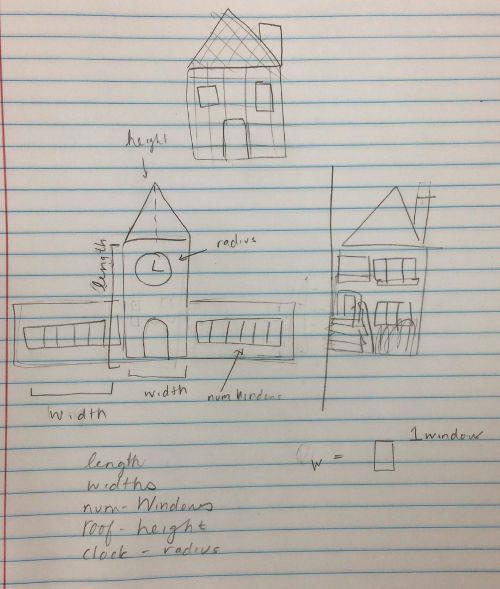 height
radius
length
width
width
num Windows
1 window
W =
length
widths
num-Windows
roof-height
clock-radius